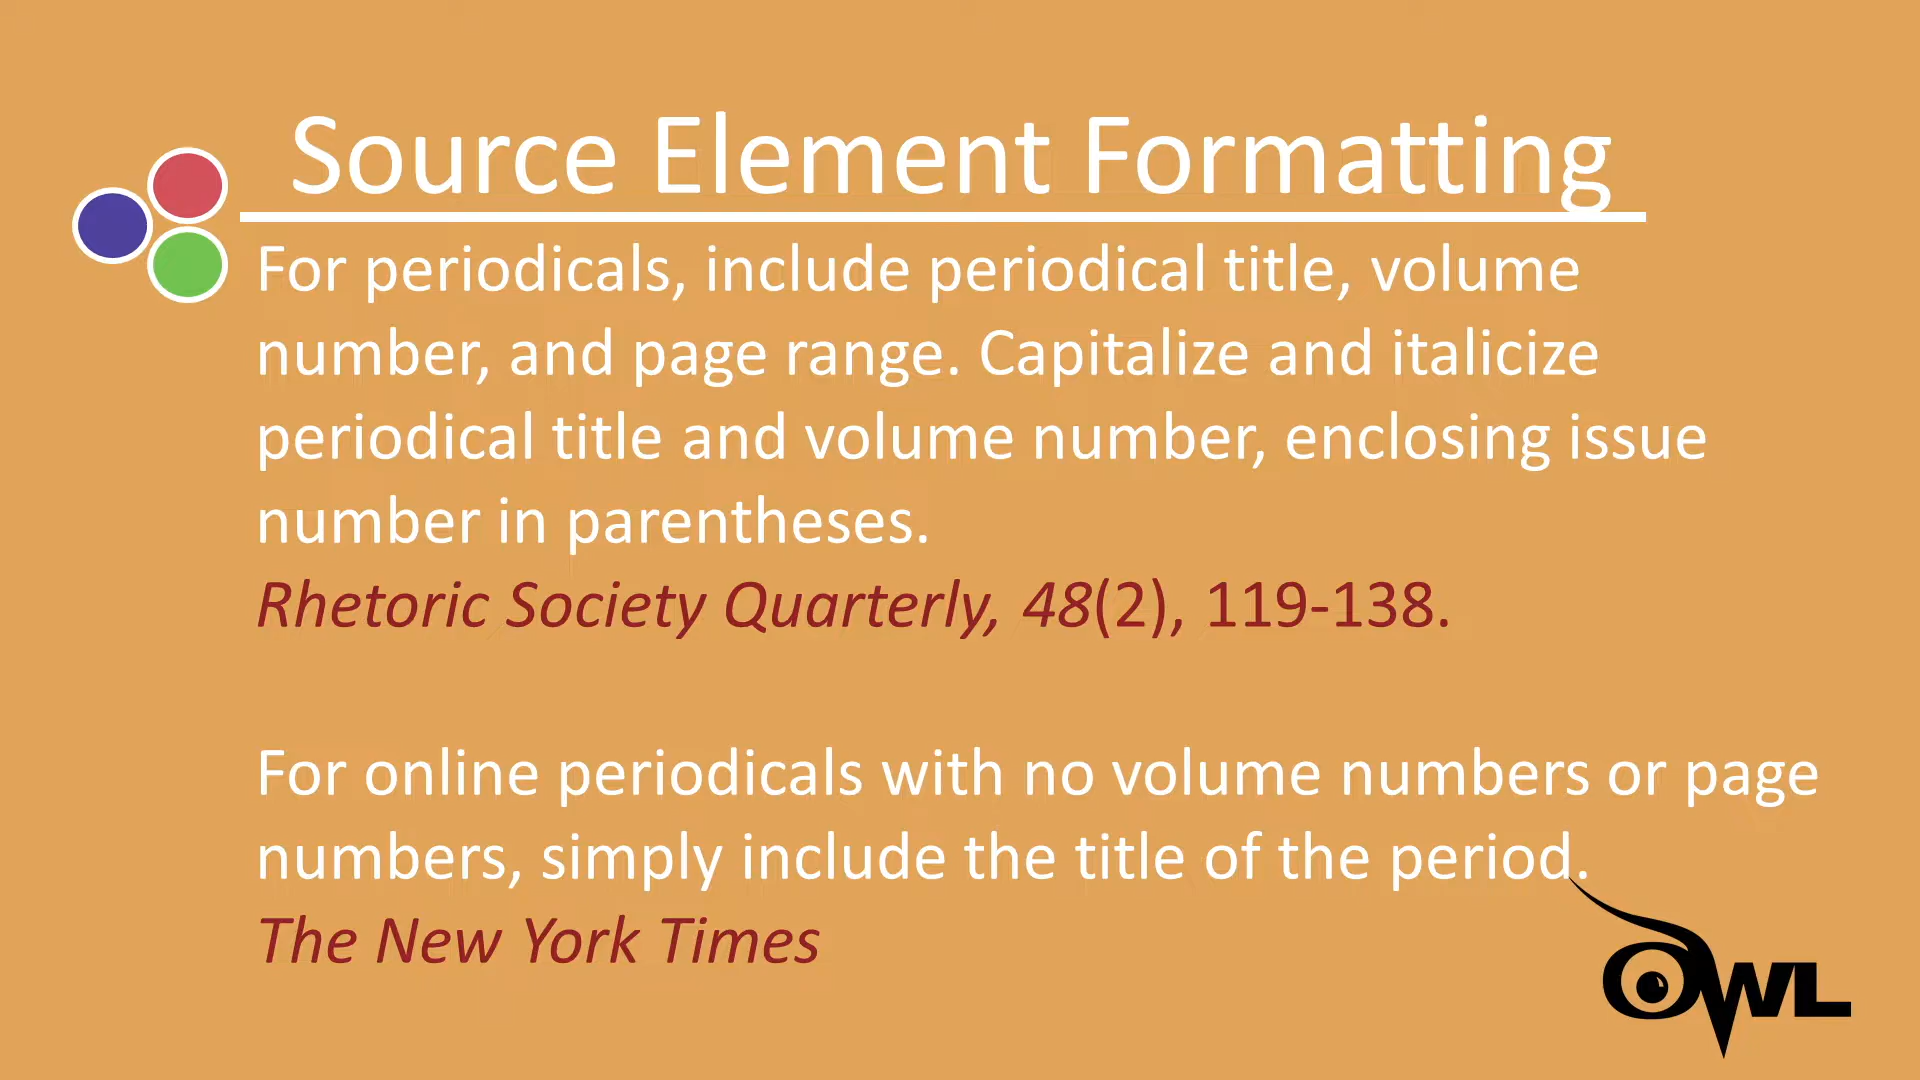 Source Element Formatting
For periodicals, include periodical title, volume
number, and page range. Capitalize and italicize
periodical title and volume number, enclosing issue
number in parentheses.
Rhetoric Society Quarterly, 48(2), 119-138.
For online periodicals with no volume numbers or page
numbers, simply include the title of the period.
The New York Times
OWL